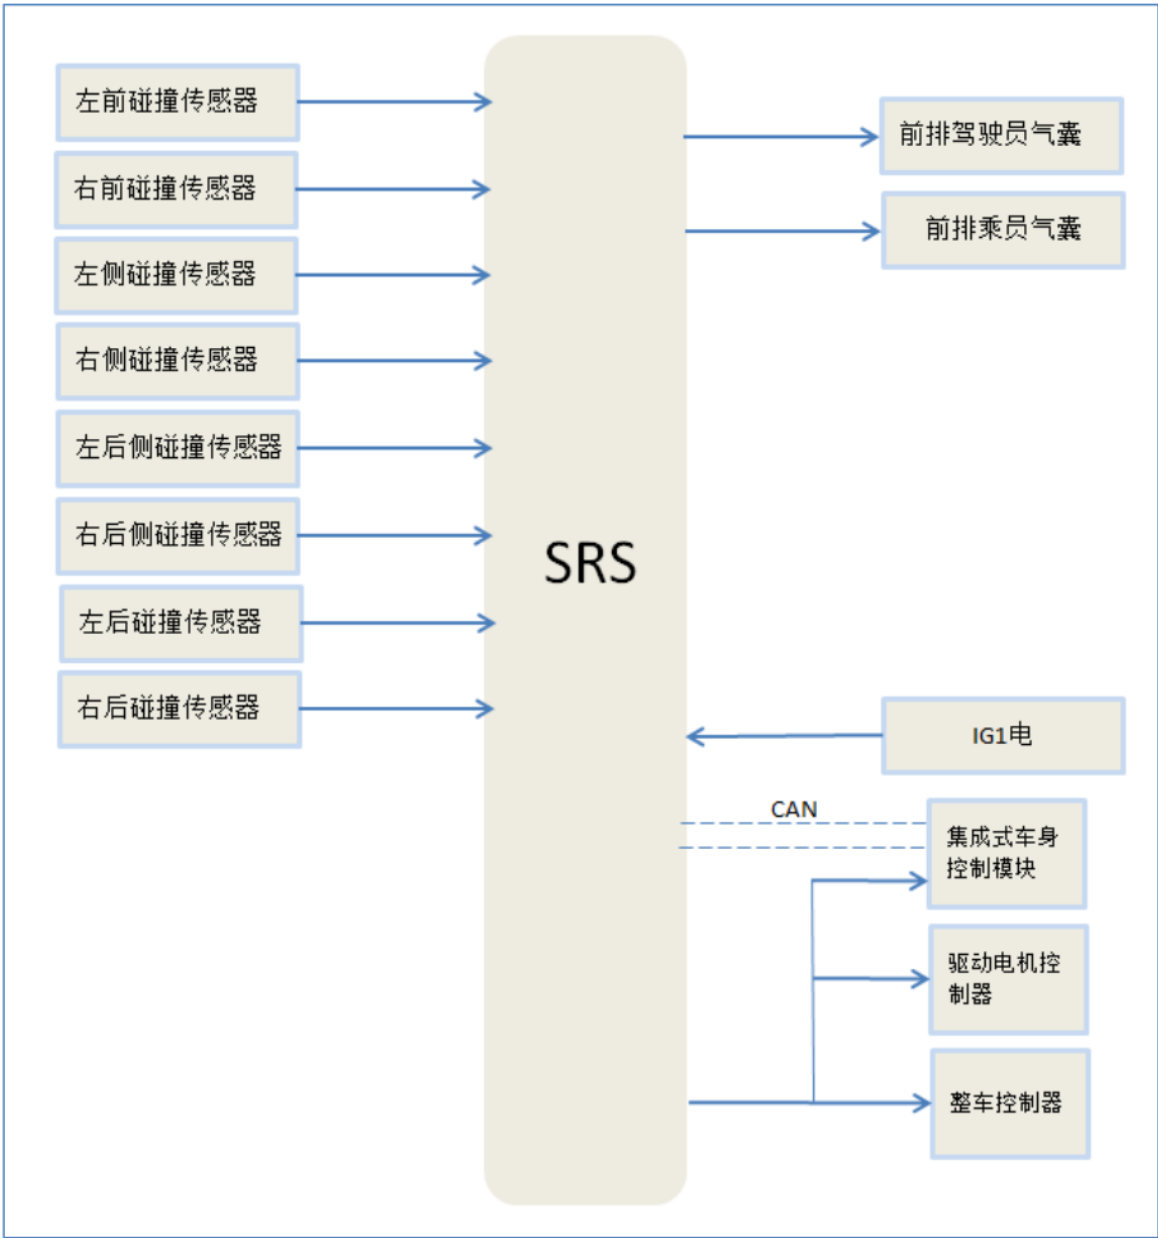 左前碰撞传感器
右前碰撞传感器
左侧碰撞传感器
右侧碰撞传感器
左后侧碰撞传感器
右后侧碰撞传感器
左后碰撞传感器
右后碰撞传感器
SRS
前排驾驶员气囊
前排乘员气囊
IG1电
CAN
集成式车身
控制模块
驱动电机控
制器
整车控制器